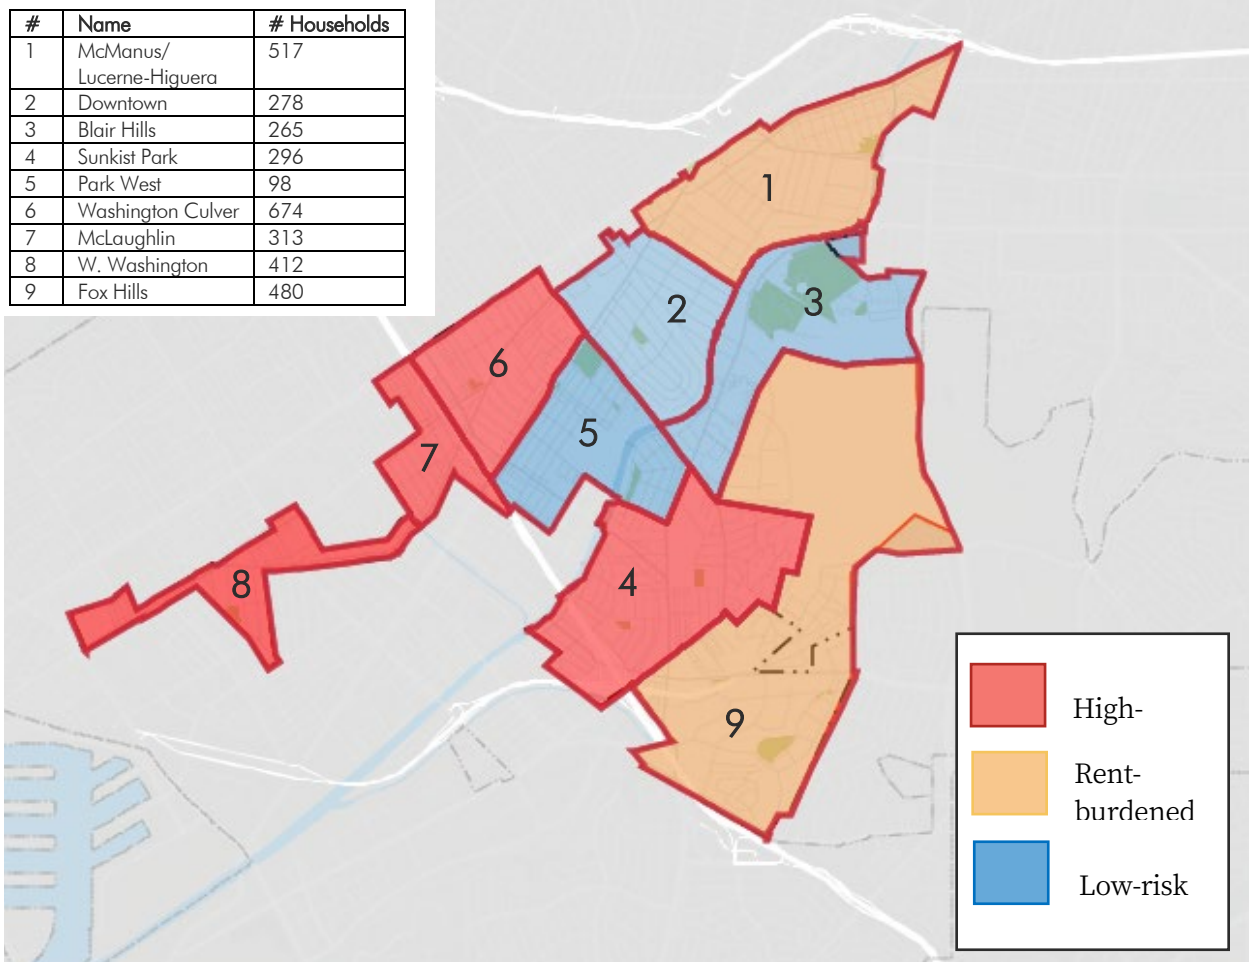 # Name # Households
1 McManus/ 517
Lucerne-Higuera
2 Downtown 278
3 Blair Hills 265
4 Sunkist Park 296
5 Park West 98
6 Washington Culver 674
7 McLaughlin 313
8 W. Washington 412
9 Fox Hills 480
1
2
3
6
5
7
4
8
9
High-
Rent-
burdened
Low-risk